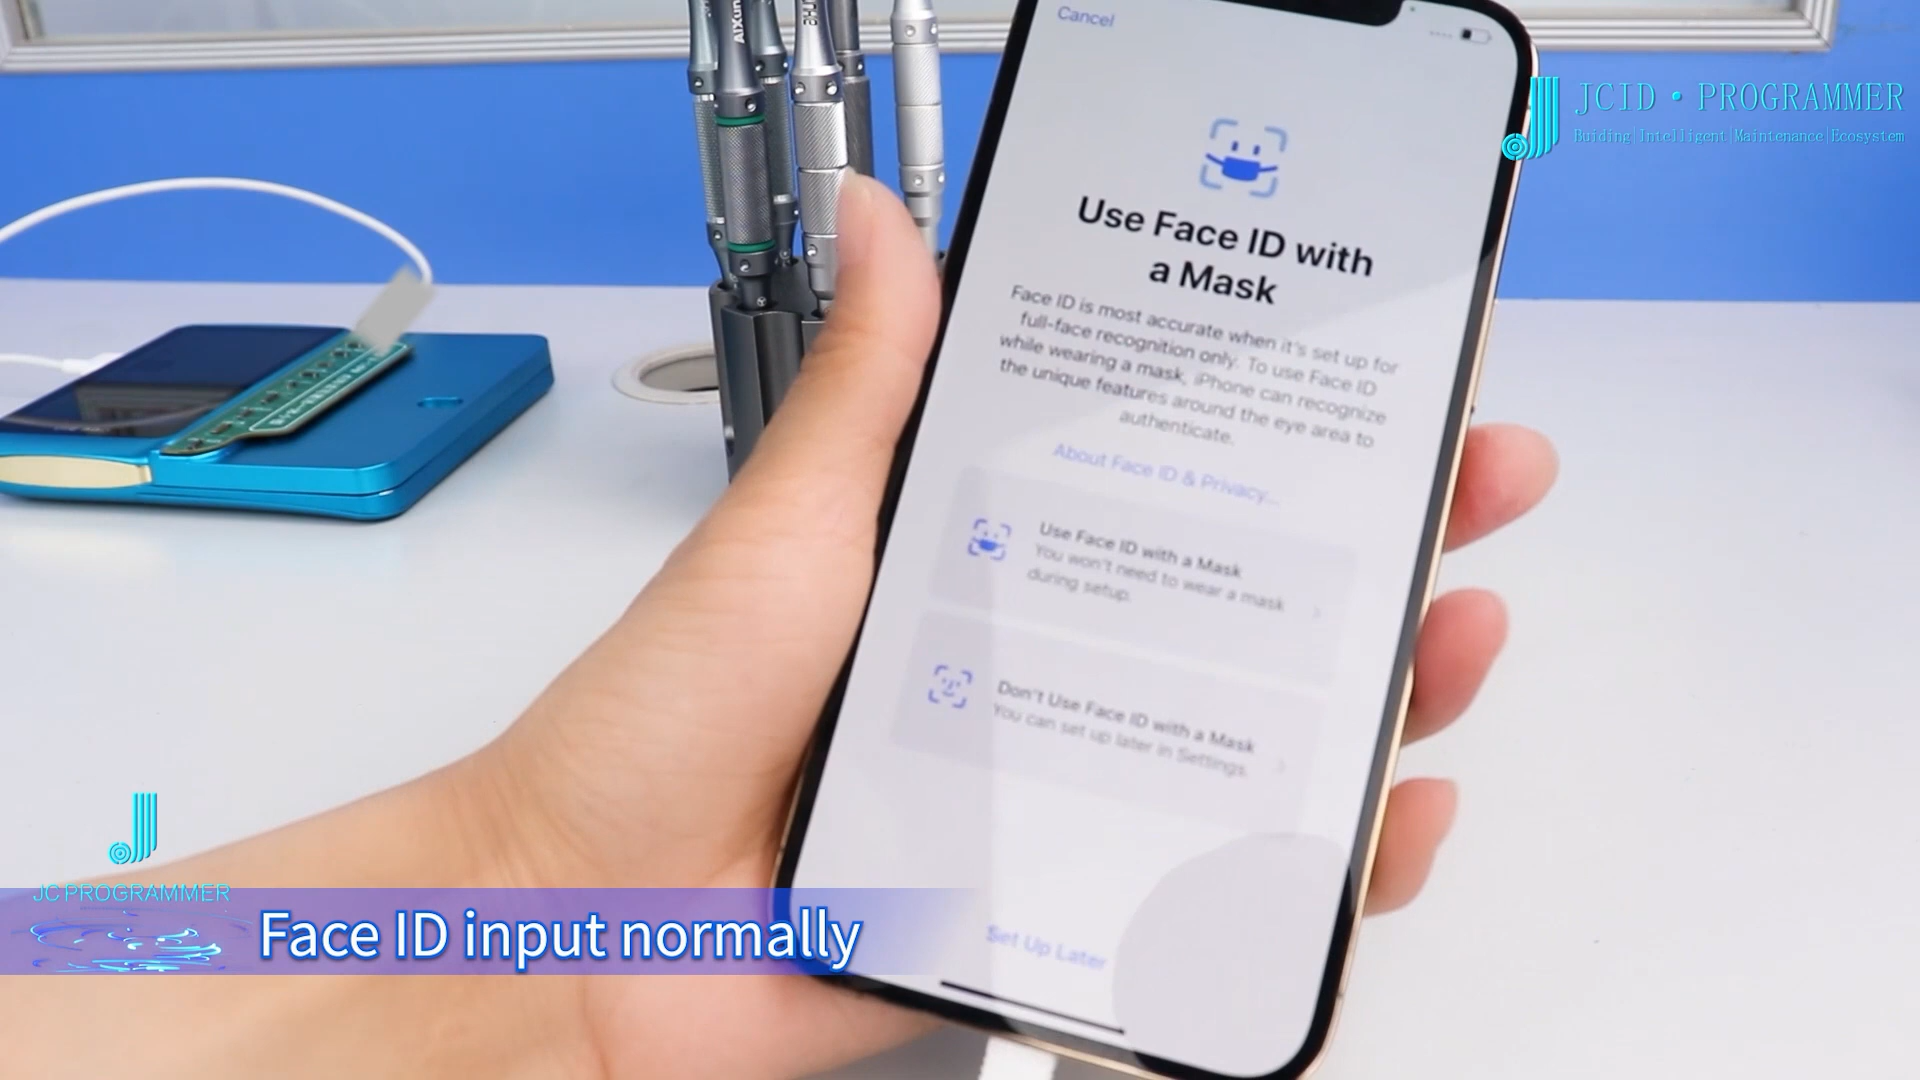 Cancel
AIXun
JCID·PROGRAMMER
Buiding|Intelligent|Maintenance|Ecosystem
Use Face ID with
a Mask
Face ID is most accurate when it's set up for
full-face recognition only. To use Face ID
while wearing a mask, iPhone can recognize
the unique features around the eye area to
authenticate.
About Face ID & Privacy...
Use Face ID with a Mask
You won't need to wear a mask
during setup.
Don't Use Face ID with a Mask
You can set up later in Settings.
Set Up Later
JC PROGRAMMER
Face ID input normally